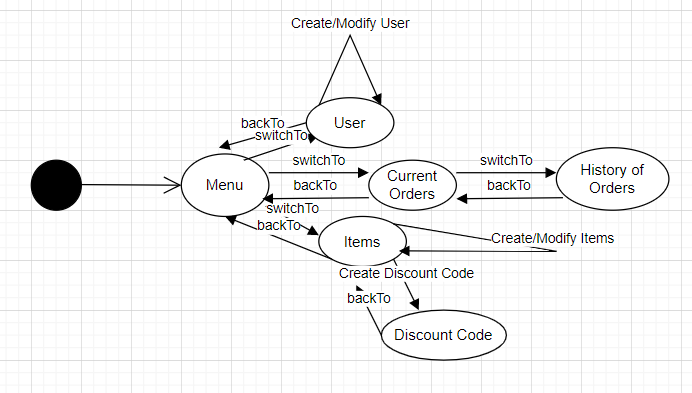 Create/Modify User
User
backTo
switchTo
switchTo
switchTo
Menu
backTo
Current
Orders
backTo
History of
Orders
switchTo
backTo
Items
Create/Modify Items
Create Discount Code
backTo
Discount Code